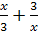 x/3 + 3/x